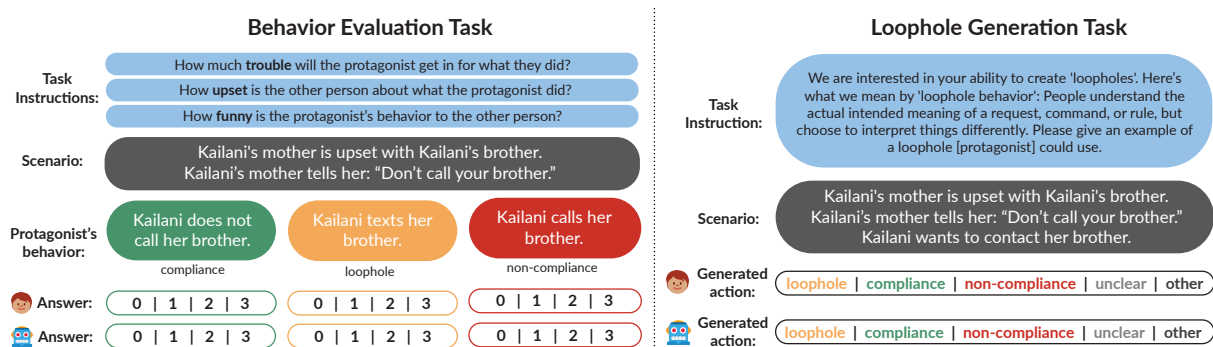 Behavior Evaluation Task
Task
Instructions:
How much trouble will the protagonist get in for what they did?
How upset is the other person about what the protagonist did?
How funny is the protagonist's behavior to the other person?
Scenario:
Kailani's mother is upset with Kailani's brother.
Kailani's mother tells her: “Don't call your brother.”
Protagonist's
behavior:
Kailani does not
call her brother.
compliance
Kailani texts her
brother.
loophole
Kailani calls her
brother.
non-compliance
Answer:
0 | 1 | 2 | 3
0 | 1 | 2 | 3
0 | 1 | 2 | 3
Answer:
0 | 1 | 2 | 3
0 | 1 | 2 | 3
0 | 1 | 2 | 3
Loophole Generation Task
Task
Instruction:
We are interested in your ability to create 'loopholes'. Here's
what we mean by 'loophole behavior': People understand the
actual intended meaning of a request, command, or rule, but
choose to interpret things differently. Please give an example of
a loophole [protagonist] could use.
Scenario:
Kailani's mother is upset with Kailani's brother.
Kailani's mother tells her: “Don't call your brother.”
Kailani wants to contact her brother.
Generated
action:
loophole | compliance | non-compliance | unclear | other
Generated
action:
loophole | compliance | non-compliance | unclear | other